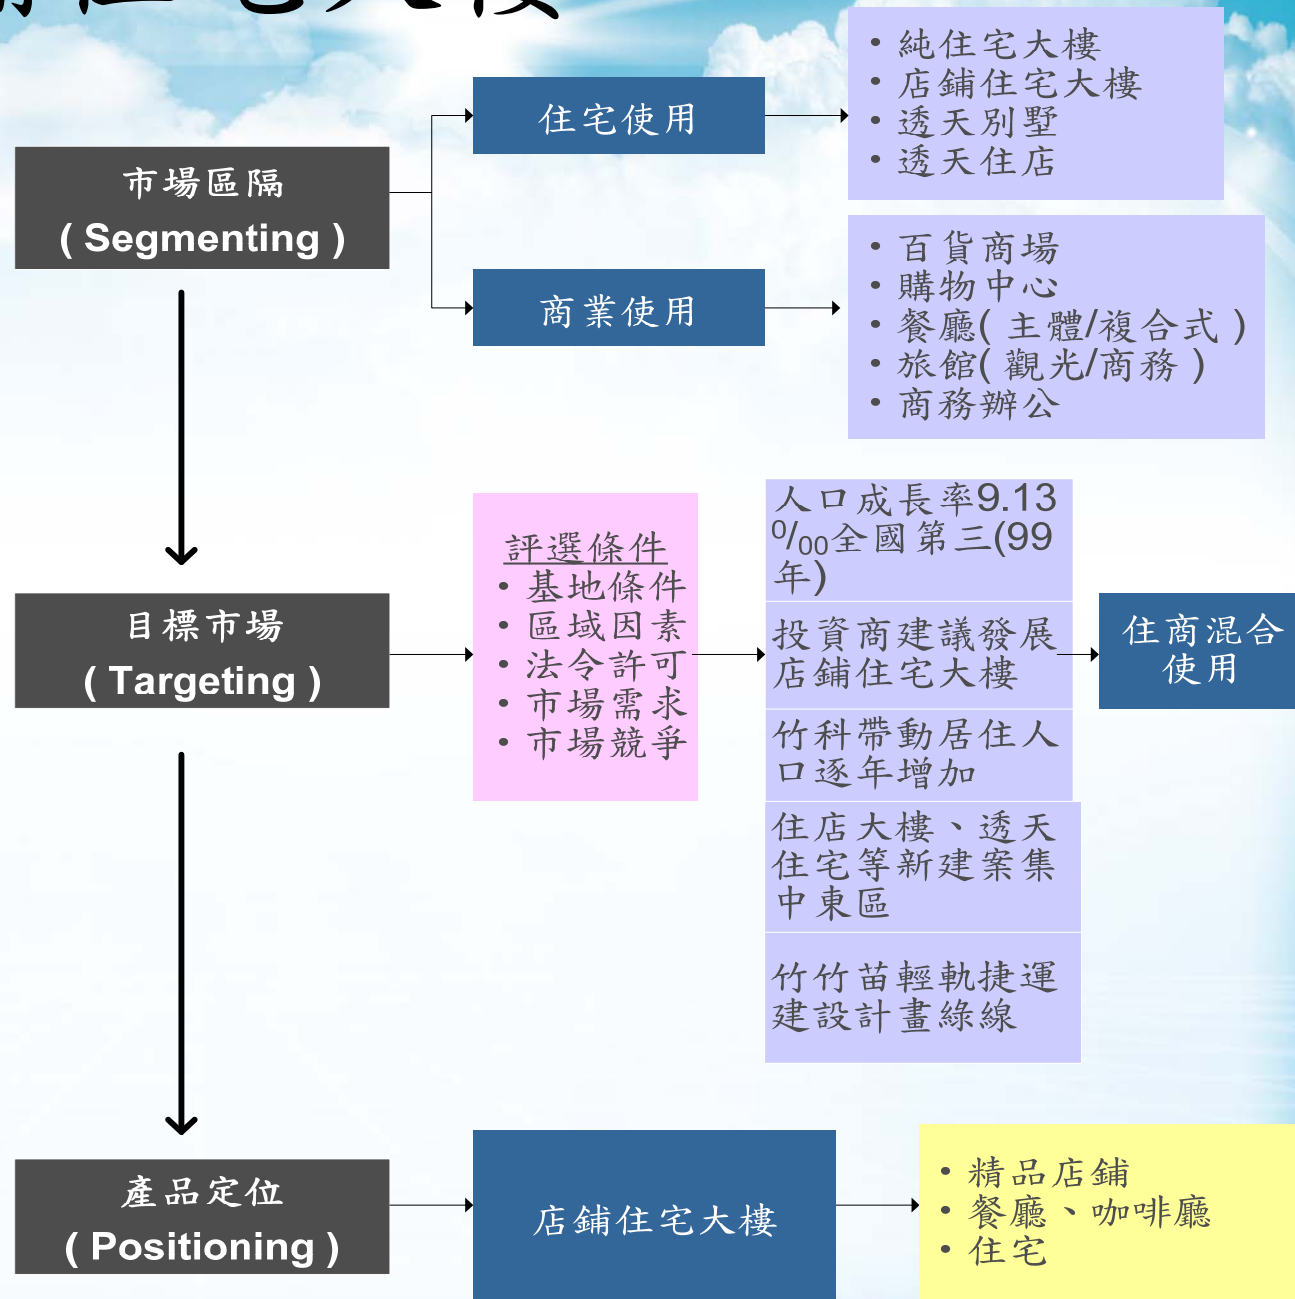 住宅大樓
市場區隔
( Segmenting )
住宅使用
• 純住宅大樓
• 店鋪住宅大樓
• 透天別墅
• 透天住店
商業使用
• 百貨商場
• 購物中心
• 餐廳( 主體/複合式 )
• 旅館( 觀光/商務 )
• 商務辦公
目標市場
( Targeting )
評選條件
• 基地條件
• 區域因素
• 法令許可
• 市場需求
• 市場競爭
人口成長率9.13
0/00全國第三(99
年)
投資商建議發展
店鋪住宅大樓
竹科帶動居住人
口逐年增加
住店大樓、透天
住宅等新建案集
中東區
竹竹苗輕軌捷運
建設計畫綠線
住商混合
使用
產品定位
( Positioning )
店鋪住宅大樓
• 精品店鋪
• 餐廳、咖啡廳
• 住宅